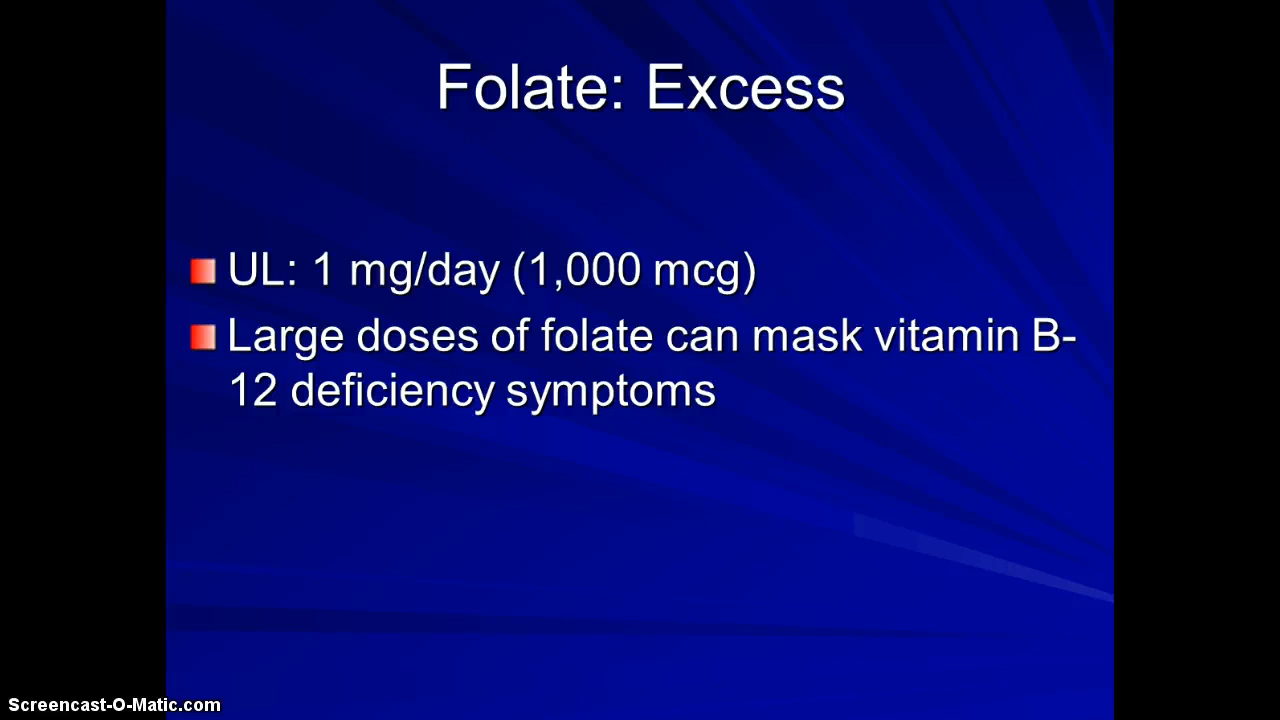 Folate: Excess
UL: 1 mg/day (1,000 mcg)
Large doses of folate can mask vitamin B-
12 deficiency symptoms
Screencast-O-Matic.com